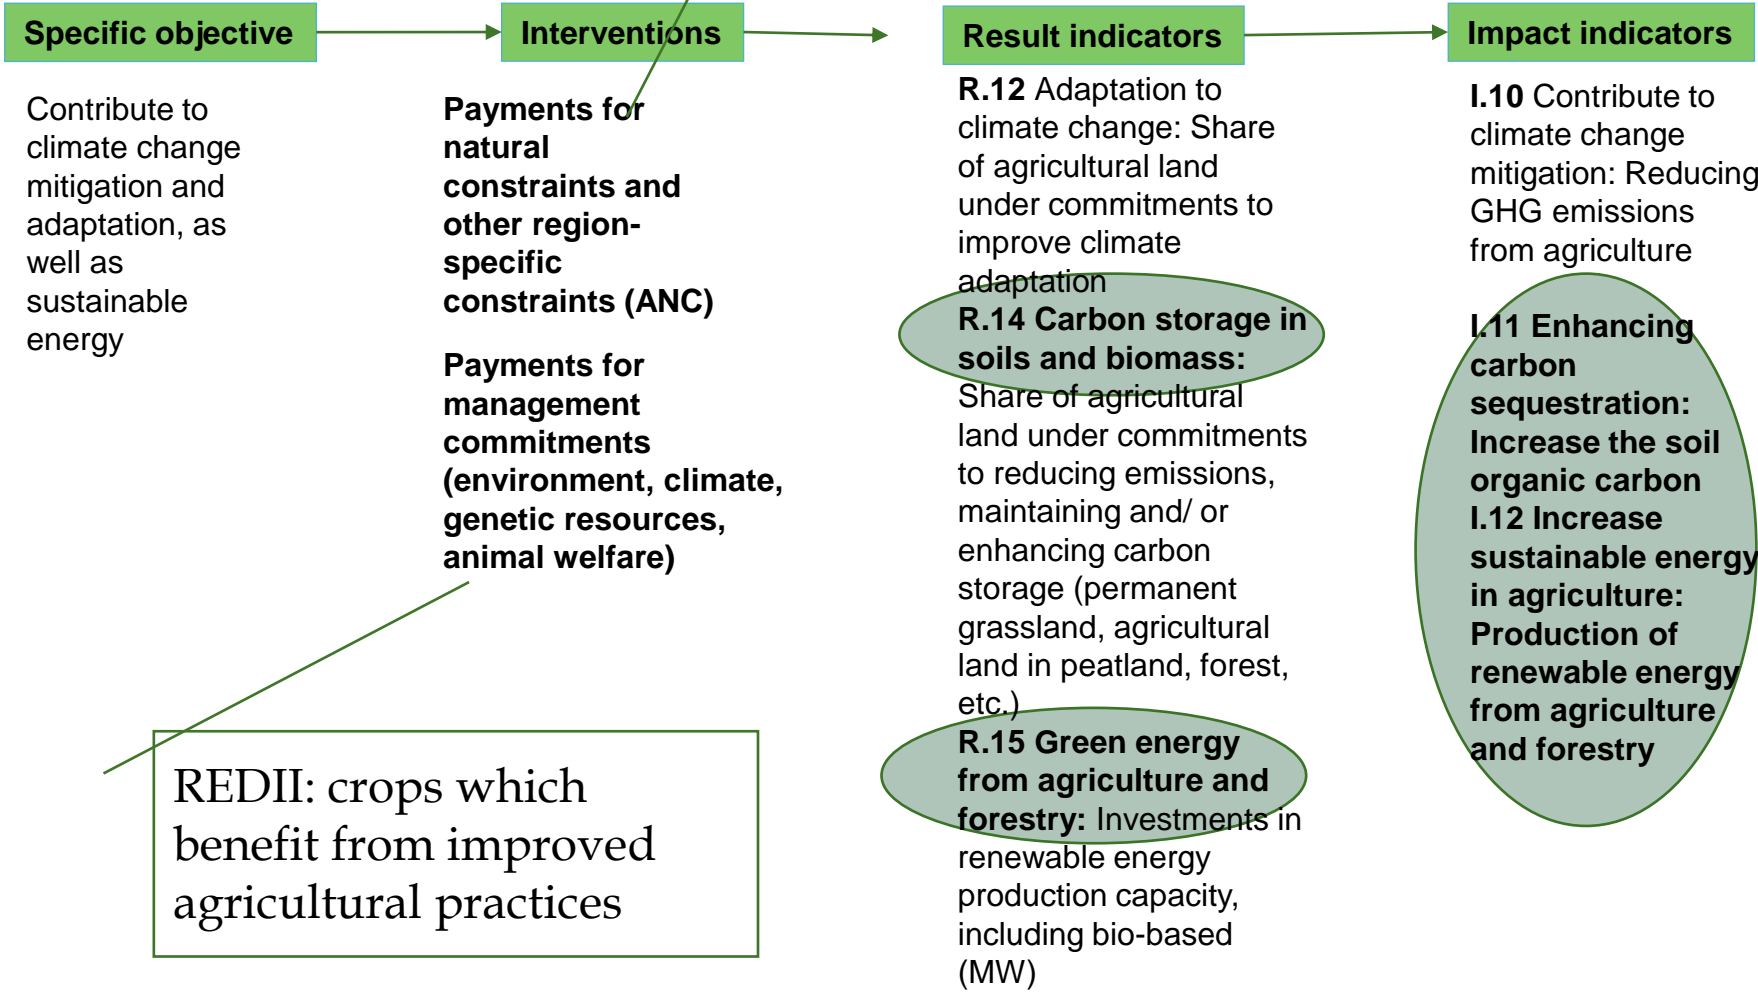 Specific objective
Interventions
Result indicators
Impact indicators
Contribute to
climate change
mitigation and
adaptation, as
well as
sustainable
energy
Payments for
natural
constraints and
other region-
specific
constraints (ANC)
Payments for
management
commitments
(environment, climate,
genetic resources,
animal welfare)
REDII: crops which
benefit from improved
agricultural practices
R.12 Adaptation to
climate change: Share
of agricultural land
under commitments to
improve climate
adaptation
R.14 Carbon storage in
soils and biomass:
Share of agricultural
land under commitments
to reducing emissions,
maintaining and/ or
enhancing carbon
storage (permanent
grassland, agricultural
land in peatland, forest,
etc.)
R.15 Green energy
from agriculture and
forestry: Investments in
renewable energy
production capacity,
including bio-based
(MW)
I.10 Contribute to
climate change
mitigation: Reducing
GHG emissions
from agriculture
I.11 Enhancing
carbon
sequestration:
Increase the soil
organic carbon
I.12 Increase
sustainable energy
in agriculture:
Production of
renewable energy
from agriculture
and forestry